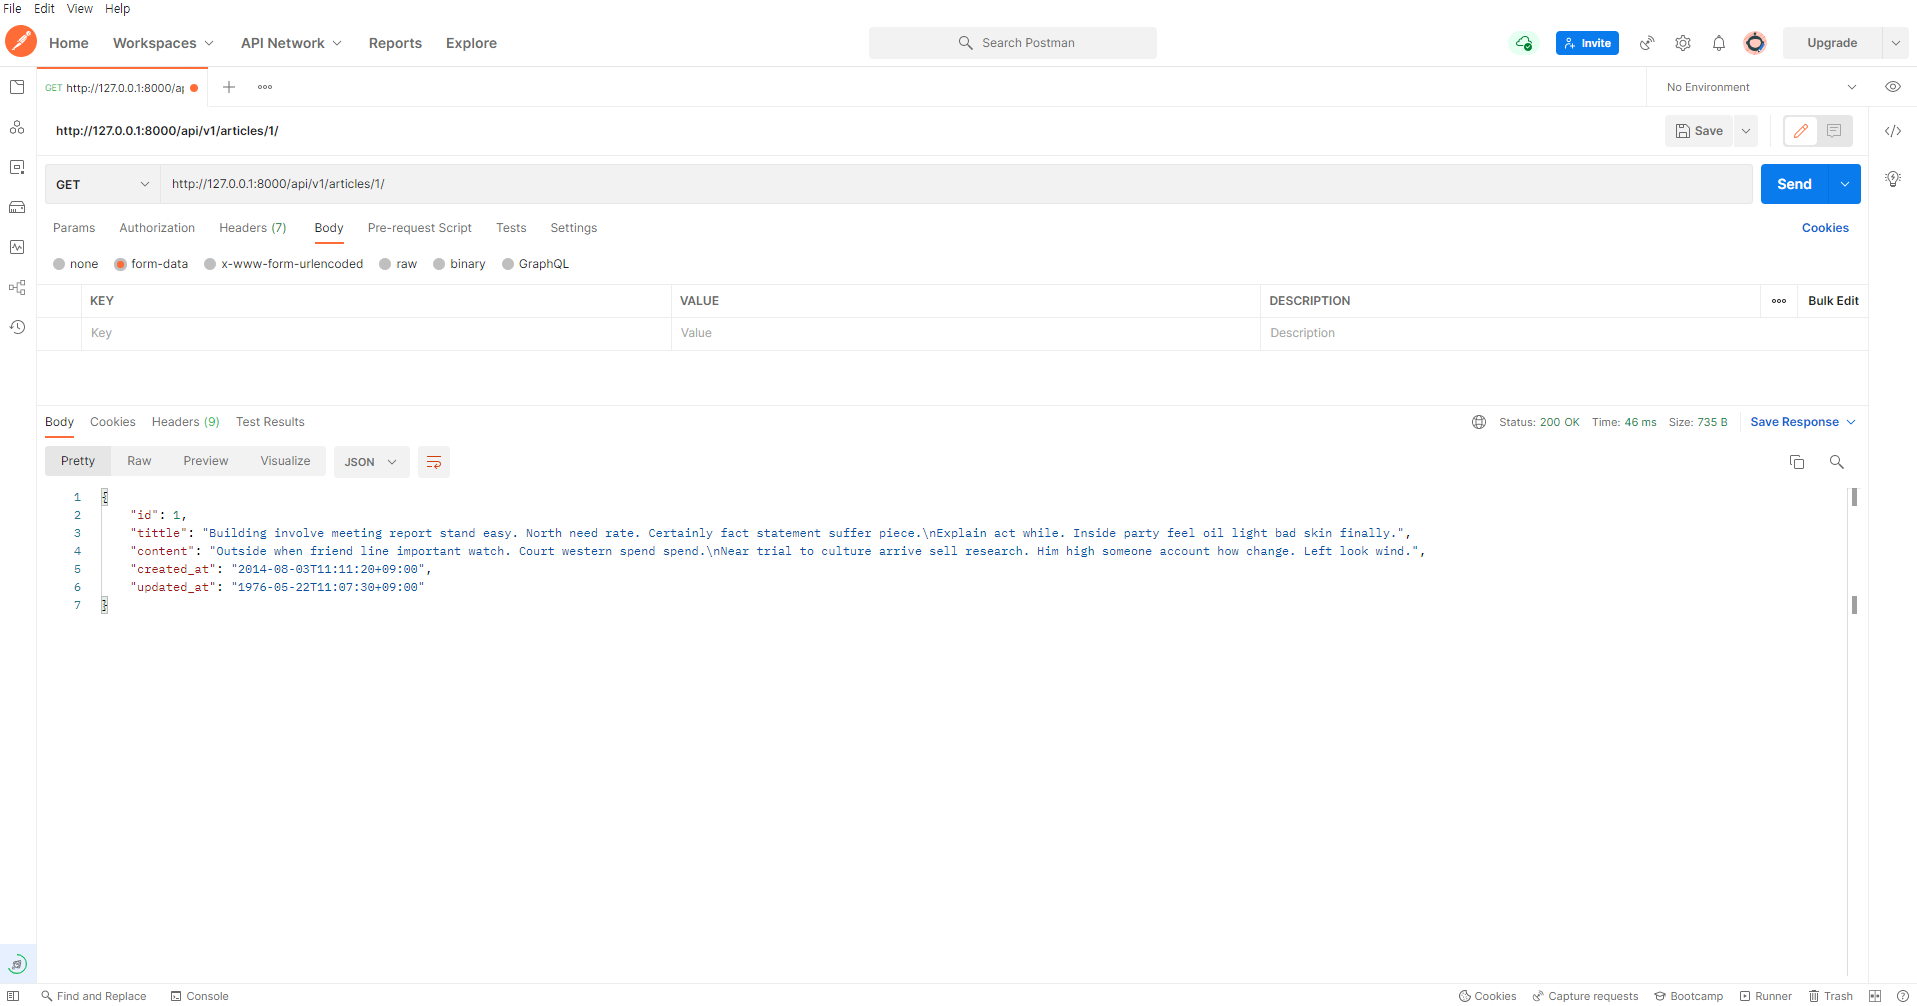 File Edit View Help
Home Workspaces API Network Reports Explore Search Postman Invite Upgrade
GET http://127.0.0.1:8000/ap No Environment
http://127.0.0.1:8000/api/v1/articles/1/ Save
GET http://127.0.0.1:8000/api/v1/articles/1/ Send
Params Authorization Headers (7) Body Pre-request Script Tests Settings Cookies
none form-data x-www-form-urlencoded raw binary GraphQL
KEY VALUE DESCRIPTION Bulk Edit
Key Value Description
Body Cookies Headers (9) Test Results Status: 200 OK Time: 46 ms Size: 735 B Save Response
Pretty Raw Preview Visualize JSON
1 {
2 "id": 1,
3 "tittle": "Building involve meeting report stand easy. North need rate. Certainly fact statement suffer piece.\nExplain act while. Inside party feel oil light bad skin finally.",
4 "content": "Outside when friend line important watch. Court western spend spend.\nNear trial to culture arrive sell research. Him high someone account how change. Left look wind.",
5 "created_at": "2014-08-03T11:11:20+09:00",
6 "updated_at": "1976-05-22T11:07:30+09:00"
7 }
Find and Replace Console Cookies Capture requests Bootcamp Runner Trash